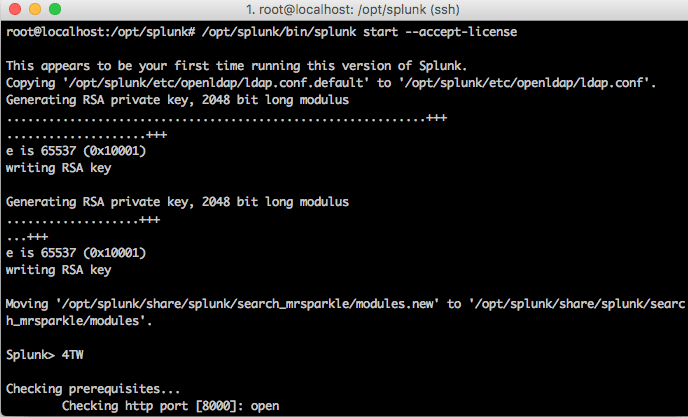 1. root@localhost: /opt/splunk (ssh)
root@localhost:/opt/splunk# /opt/splunk/bin/splunk start --accept-license
This appears to be your first time running this version of Splunk.
Copying '/opt/splunk/etc/openldap/ldap.conf.default' to '/opt/splunk/etc/openldap/ldap.conf'.
Generating RSA private key, 2048 bit long modulus
............................................................+++
....................+++
e is 65537 (0x10001)
writing RSA key
Generating RSA private key, 2048 bit long modulus
...................+++
...+++
e is 65537 (0x10001)
writing RSA key
Moving '/opt/splunk/share/splunk/search_mrsparkle/modules.new' to '/opt/splunk/share/splunk/searc
h_mrsparkle/modules'.
Splunk> 4TW
Checking prerequisites...
Checking http port [8000]: open